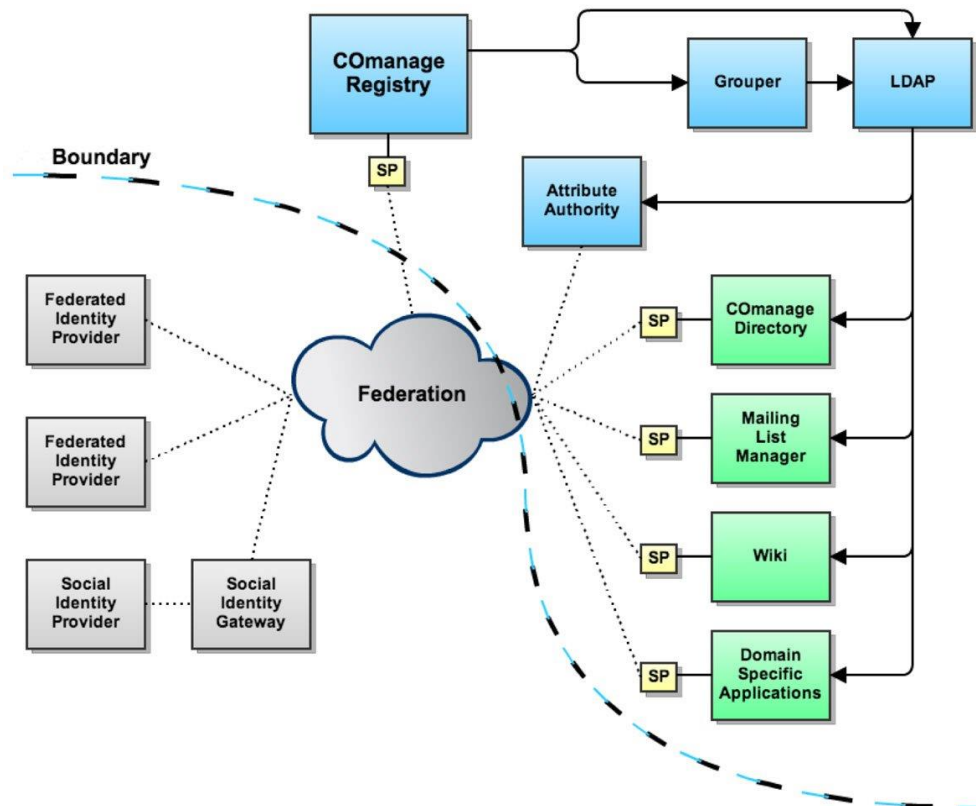 COmanage
Registry
Grouper
LDAP
Boundary
SP
Attribute
Authority
Federated
Identity
Provider
SP
COmanage
Directory
Federation
Federated
Identity
Provider
SP
Mailing
List
Manager
SP
Wiki
Social
Identity
Provider
Social
Identity
Gateway
SP
Domain
Specific
Applications